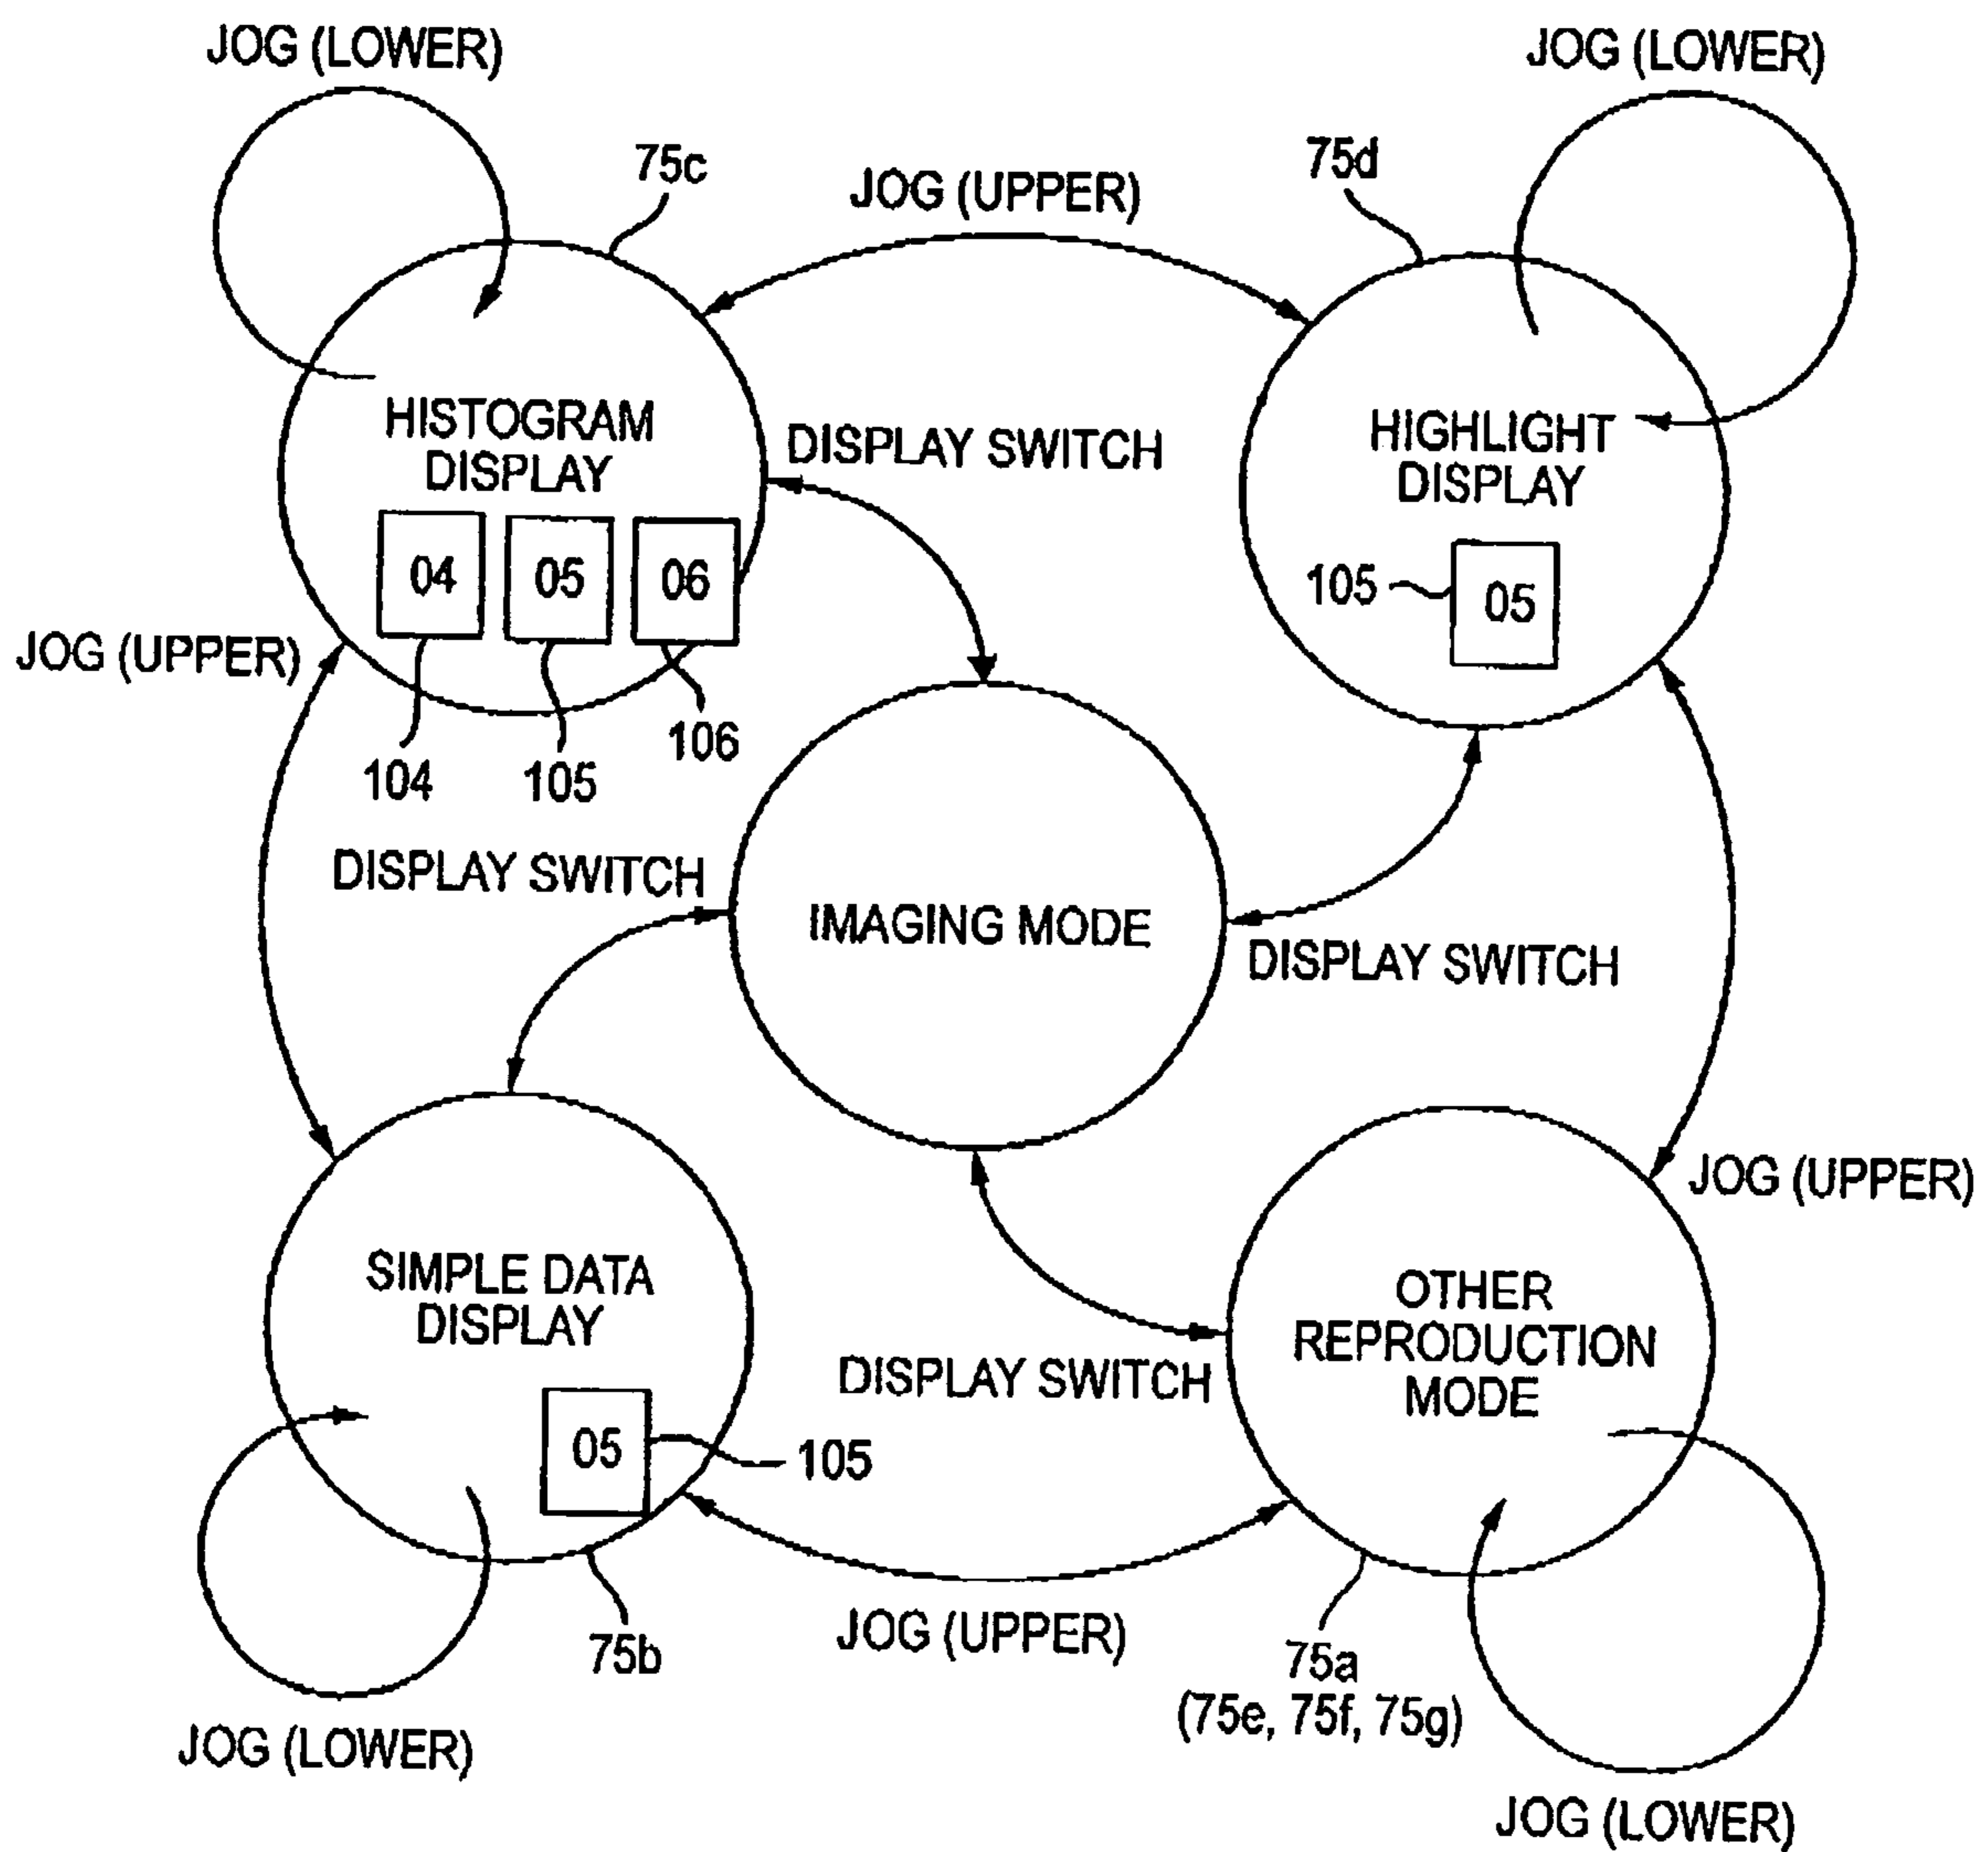 JOG (LOWER)
JOG (LOWER)
75c
JOG (UPPER)
75d
HISTOGRAM
DISPLAY
DISPLAY SWITCH
HIGHLIGHT
DISPLAY
04
05
06
105
05
JOG (UPPER)
104
105
106
DISPLAY SWITCH
IMAGING MODE
DISPLAY SWITCH
JOG (UPPER)
SIMPLE DATA
DISPLAY
OTHER
REPRODUCTION
MODE
DISPLAY SWITCH
05
105
75b
JOG (UPPER)
75a
(75e, 75f, 75g)
JOG (LOWER)
JOG (LOWER)